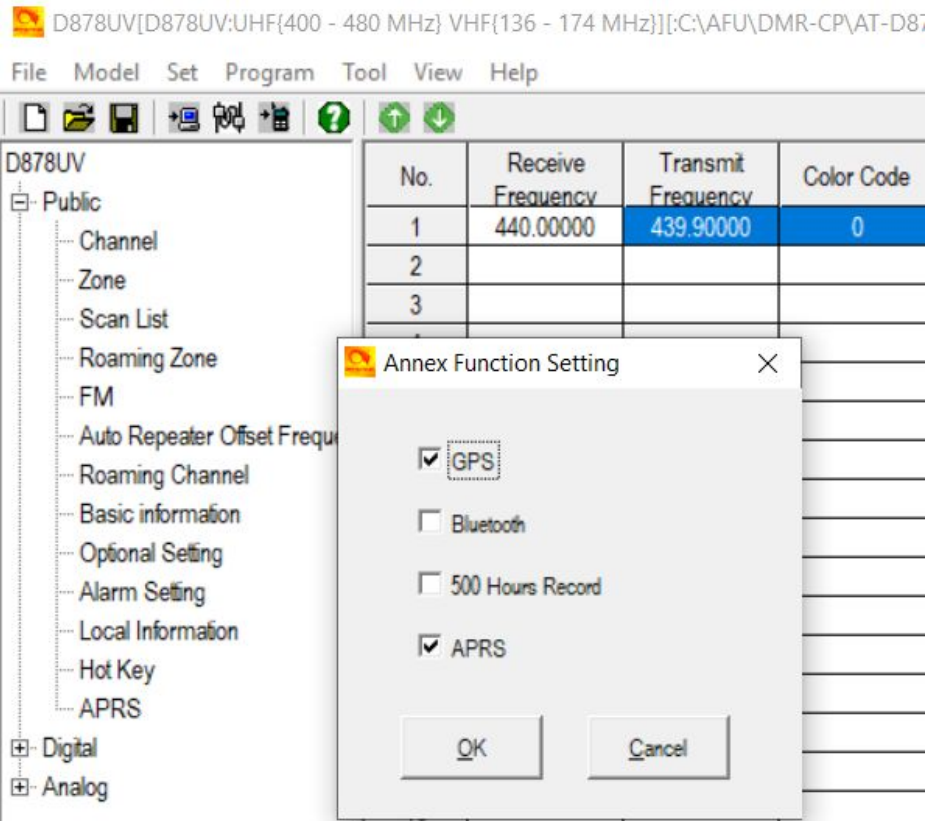 D878UV[D878UV:UHF{400 - 480 MHz} VHF{136 - 174 MHz}][:C:\AFU\DMR-CP\AT-D87
File Model Set Program Tool View Help
D878UV
Public
Channel
Zone
Scan List
Roaming Zone
FM
Auto Repeater Offset Freque
Roaming Channel
Basic information
Optional Setting
Alarm Setting
Local Information
Hot Key
APRS
Digital
Analog
No. Receive Frequency Transmit Frequency Color Code
1 440.00000 439.90000 0
2
3
Annex Function Setting
GPS
Bluetooth
500 Hours Record
APRS
OK Cancel